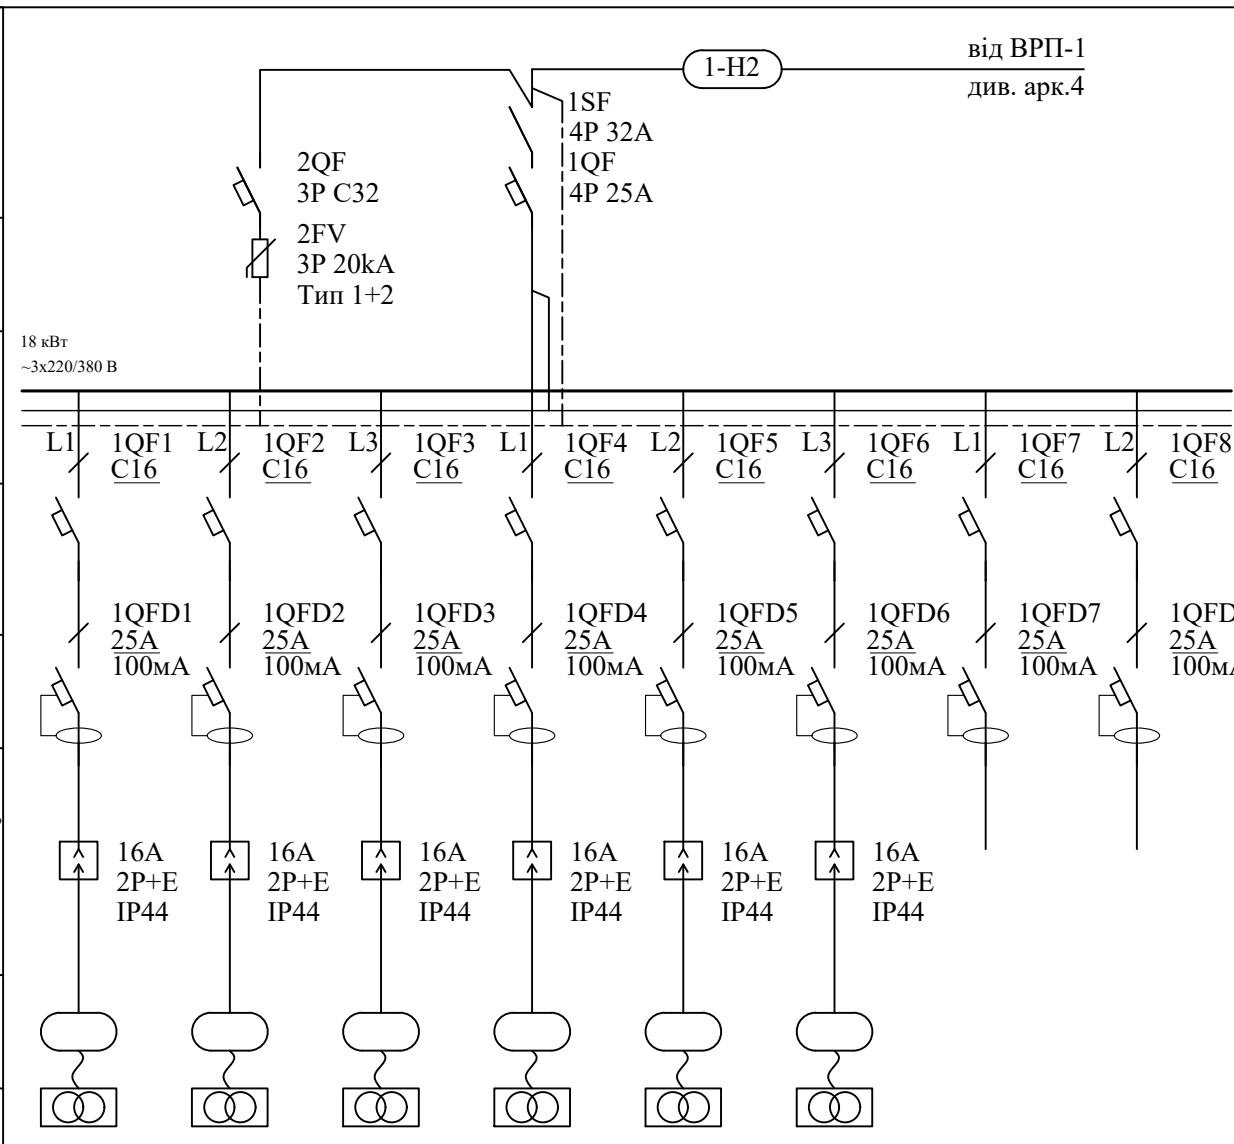 від ВРП-1
1-Н2
див. арк.4
1SF
4P 32A
1QF
4P 25A
2QF
3P C32
2FV
3P 20kA
Тип 1+2
18 кВт
~3x220/380 В
L1 1QF1 L2 1QF2 L3 1QF3 L1 1QF4 L2 1QF5 L3 1QF6 L1 1QF7 L2 1QF8
C16 C16 C16 C16 C16 C16 C16 C16
1QFD1 1QFD2 1QFD3 1QFD4 1QFD5 1QFD6 1QFD7 1QFD
25A 25A 25A 25A 25A 25A 25A 25A
100мА 100мА 100мА 100мА 100мА 100мА 100мА 100мА
16A 16A 16A 16A 16A 16A
2P+E 2P+E 2P+E 2P+E 2P+E 2P+E
IP44 IP44 IP44 IP44 IP44 IP44